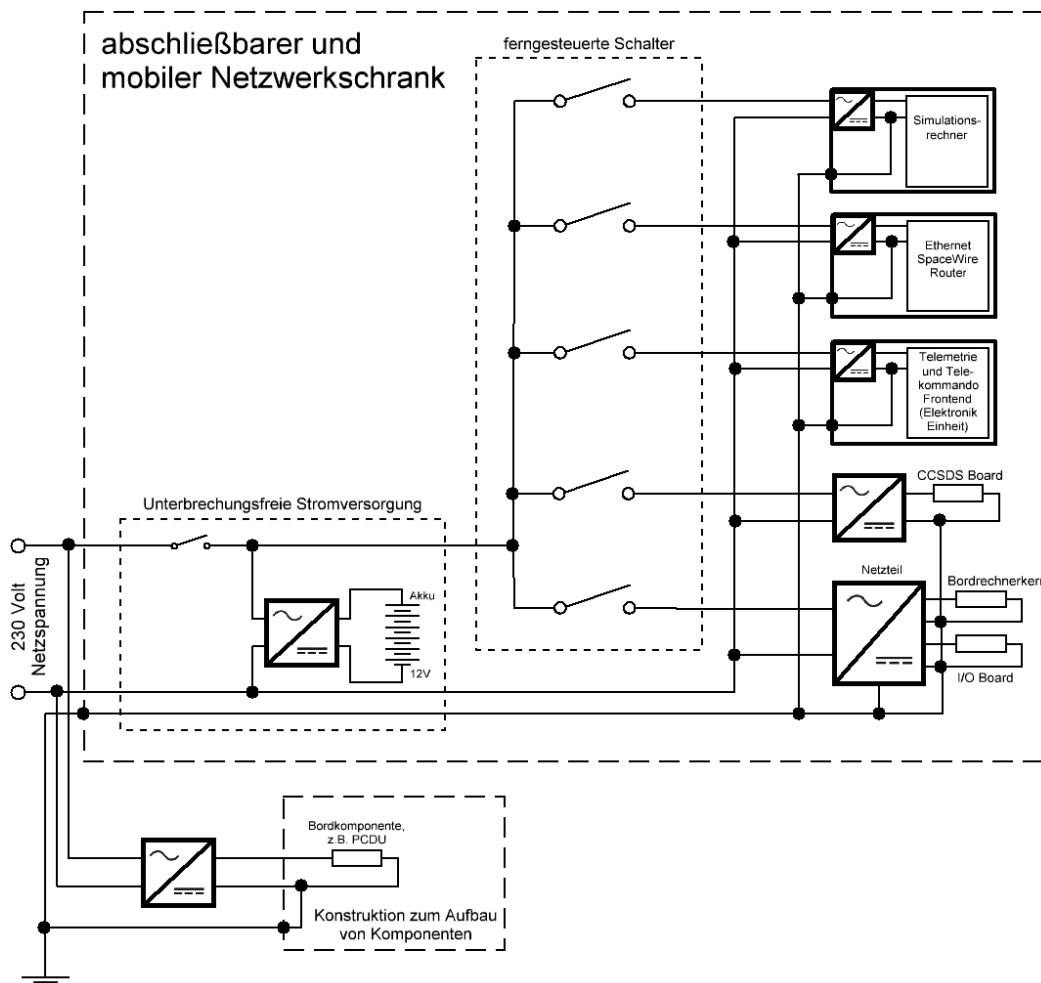 abschließbarer und
mobiler Netzwerkschrank
ferngesteuerte Schalter
Simulations-
rechner
Ethernet
SpaceWire
Router
Telemetrie
und Tele-
kommando
Frontend
(Elektronik
Einheit)
CCSDS Board
Unterbrechungsfreie Stromversorgung
230 Volt
Netzspannung
Akku
12V
Netzteil
Bordrechnerkern
I/O Board
Bordkomponente,
z.B. PCDU
Konstruktion zum Aufbau
von Komponenten